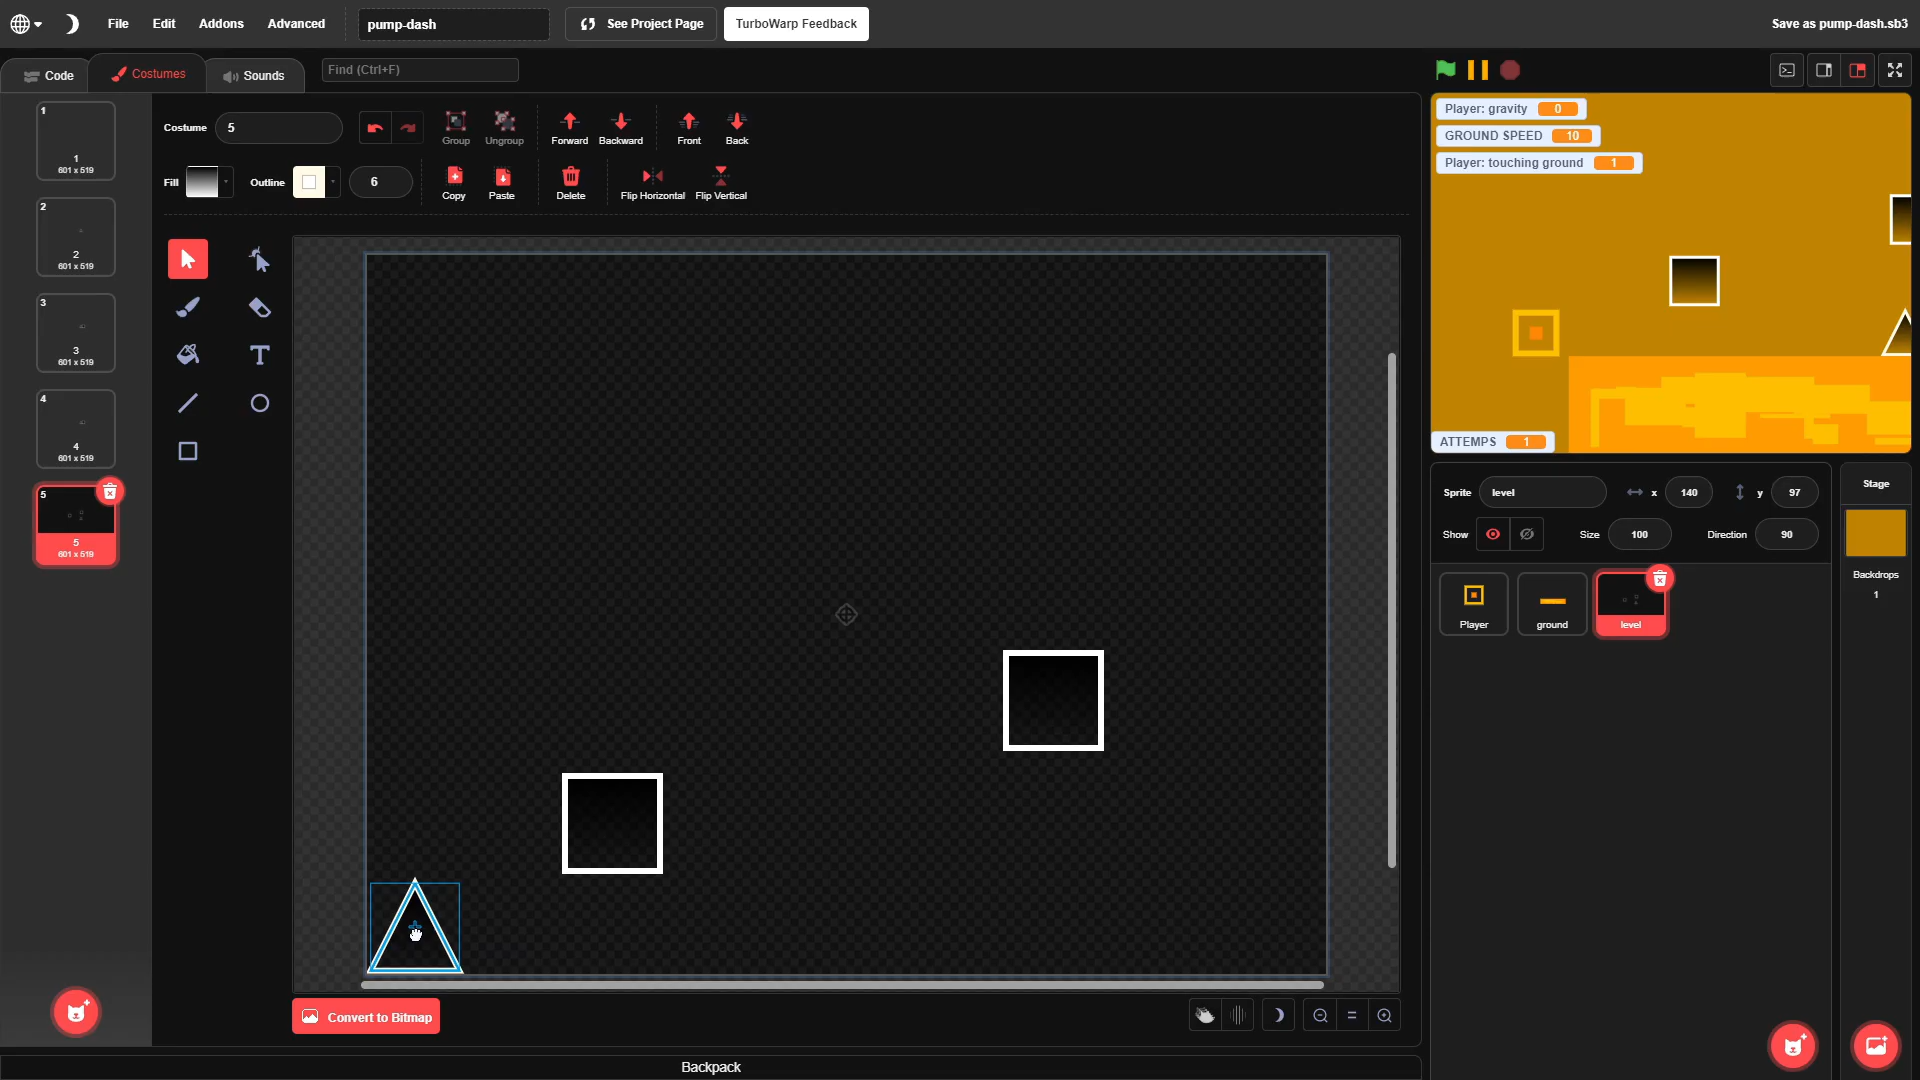 File
Edit
Addons
Advanced
pump-dash
See Project Page
TurboWarp Feedback
Save as pump-dash.sb3
Code
Costumes
Sounds
Find (Ctrl+F)
1
1
601 x 519
2
2
601 x 519
3
3
601 x 519
4
4
601 x 519
5
5
601 x 519
Costume
5
Group
Ungroup
Forward
Backward
Front
Back
Fill
Outline
6
Copy
Paste
Delete
Flip Horizontal
Flip Vertical
T
Convert to Bitmap
=
Backpack
Player: gravity 0
GROUND SPEED 10
Player: touching ground 1
ATTEMPS 1
Sprite
level
x
140
y
97
Show
Size
100
Direction
90
Player
ground
level
Stage
Backdrops
1